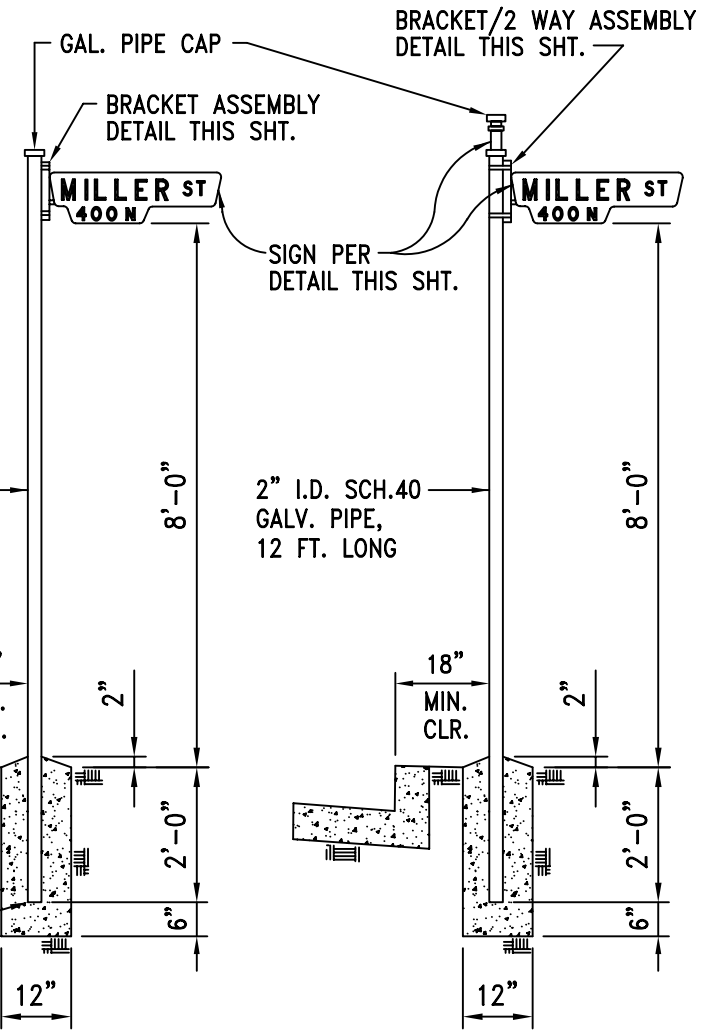 GAL. PIPE CAP
BRACKET/2 WAY ASSEMBLY
DETAIL THIS SHT.
BRACKET ASSEMBLY
DETAIL THIS SHT.
MILLER ST
400 N
MILLER ST
400 N
SIGN PER
DETAIL THIS SHT.
8'-0"
2" I.D. SCH.40
GALV. PIPE,
12 FT. LONG
8'-0"
2"
18"
MIN.
CLR.
2"
2'-0"
2'-0"
6"
6"
12"
12"